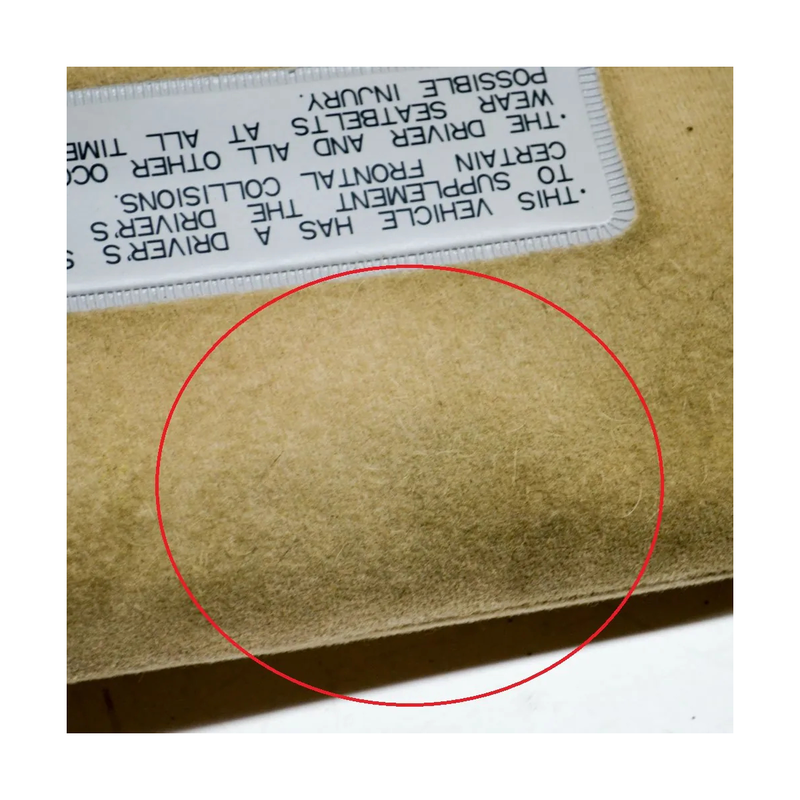 ·THIS VEHICLE HAS A DRIVER'S
TO SUPPLEMENT THE DRIVER'S
CERTAIN FRONTAL COLLISIONS.
·THE DRIVER AND ALL OTHER
WEAR SEATBELTS AT ALL
POSSIBLE INJURY.